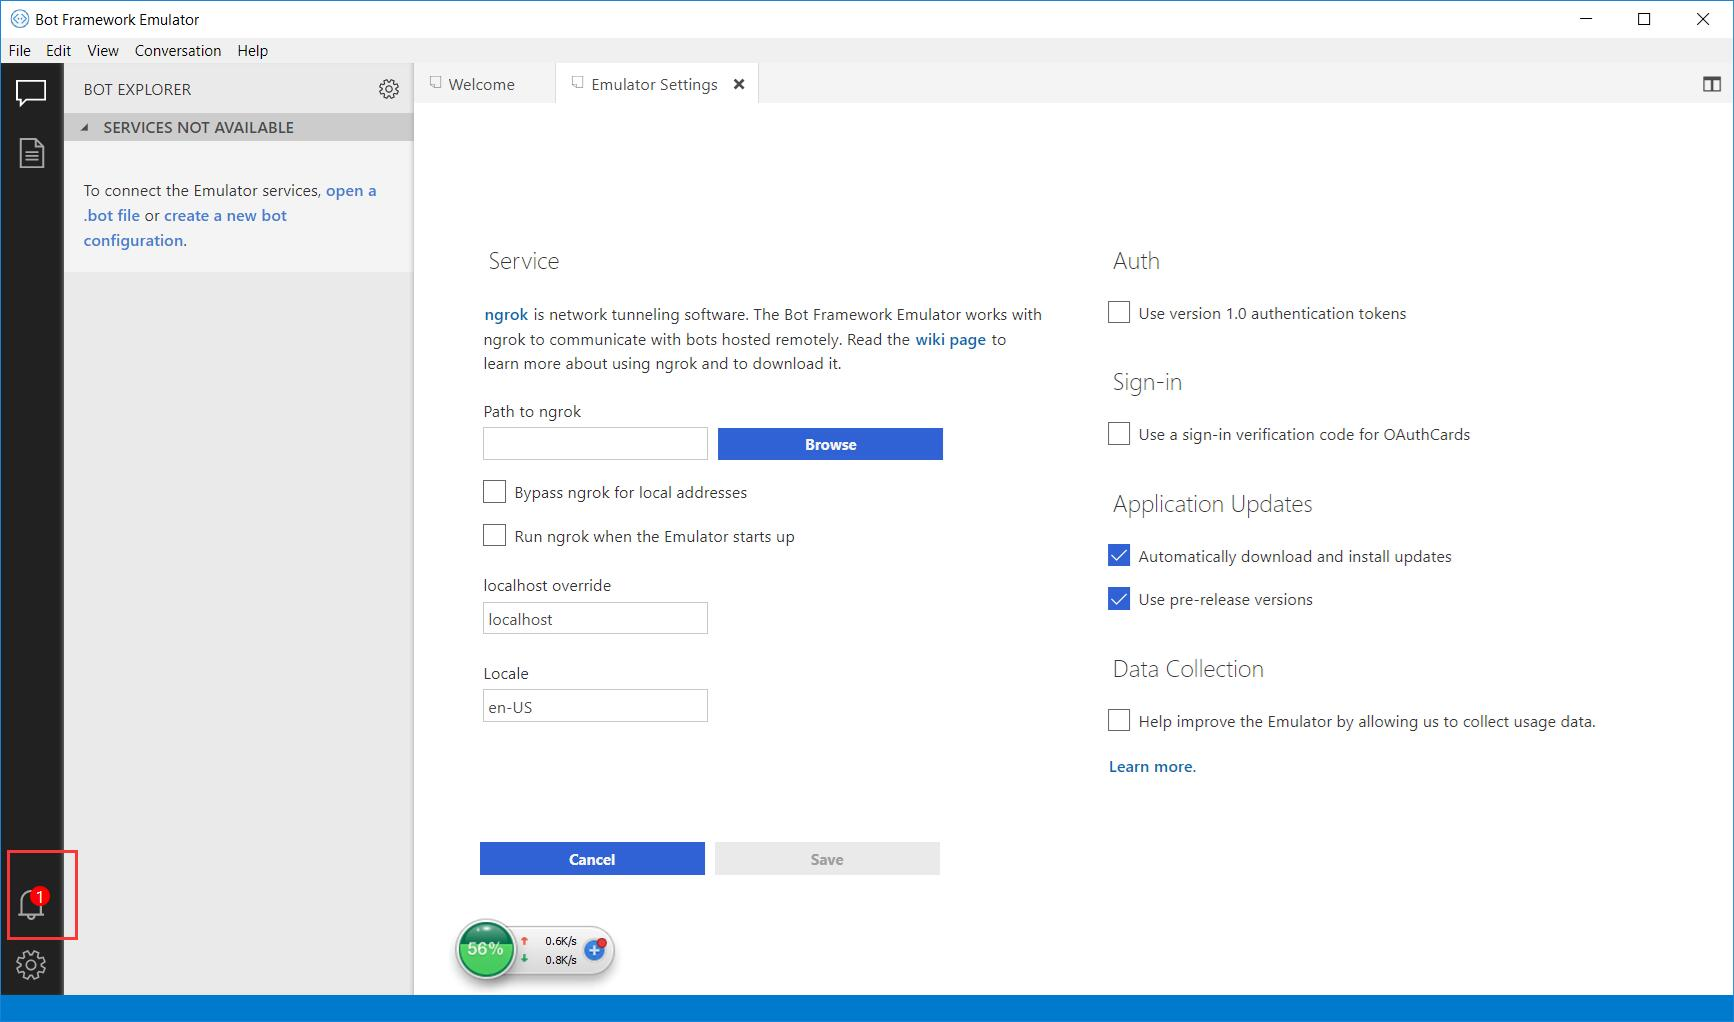 Bot Framework Emulator
File Edit View Conversation Help
BOT EXPLORER
SERVICES NOT AVAILABLE
To connect the Emulator services, open a
.bot file or create a new bot
configuration.
Welcome
Emulator Settings
Service
ngrok is network tunneling software. The Bot Framework Emulator works with
ngrok to communicate with bots hosted remotely. Read the wiki page to
learn more about using ngrok and to download it.
Path to ngrok
Browse
Bypass ngrok for local addresses
Run ngrok when the Emulator starts up
localhost override
localhost
Locale
en-US
Cancel
Save
Auth
Use version 1.0 authentication tokens
Sign-in
Use a sign-in verification code for OAuthCards
Application Updates
Automatically download and install updates
Use pre-release versions
Data Collection
Help improve the Emulator by allowing us to collect usage data.
Learn more.
1
56%
0.6K/s
0.8K/s